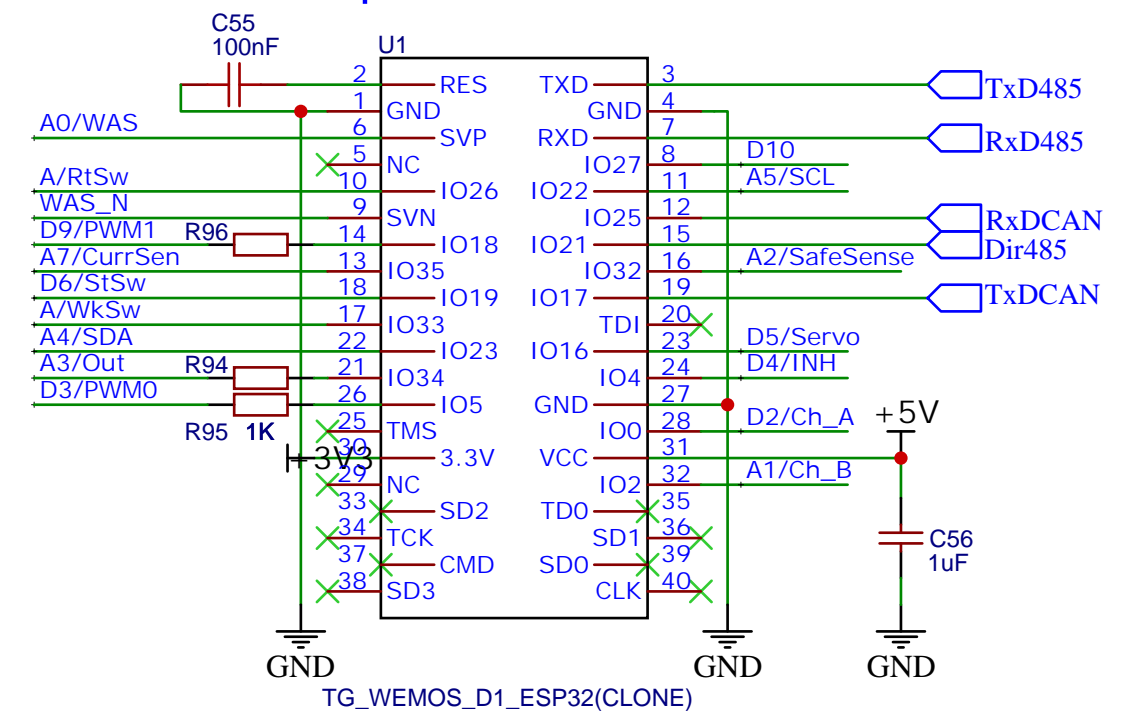 C55
100nF
U1
2 RES TXD 3 TxD485
1 GND GND 4
A0/WAS 6 SVP RXD 7 RxD485
5 NC IO27 8 D10
A/RtSw 10 IO26 IO22 11 A5/SCL
WAS_N 9 SVN IO25 12 RxDCAN
D9/PWM1 R96 14 IO18 IO21 15 Dir485
A7/CurrSen 13 IO35 IO32 16 A2/SafeSense
D6/StSw 18 IO19 IO17 19 TxDCAN
A/WkSw 17 IO33 TDI 20
A4/SDA 22 IO23 IO16 23 D5/Servo
A3/Out R94 21 IO34 IO4 24 D4/INH
D3/PWM0 26 IO5 GND 27
R95 1K 25 TMS IO0 28 D2/Ch_A +5V
+3V3 30 3.3V VCC 31
29 NC IO2 32 A1/Ch_B
33 SD2 TD0 35
34 TCK SD1 36 C56
37 CMD SD0 39 1uF
38 SD3 CLK 40
GND GND GND
TG_WEMOS_D1_ESP32(CLONE)